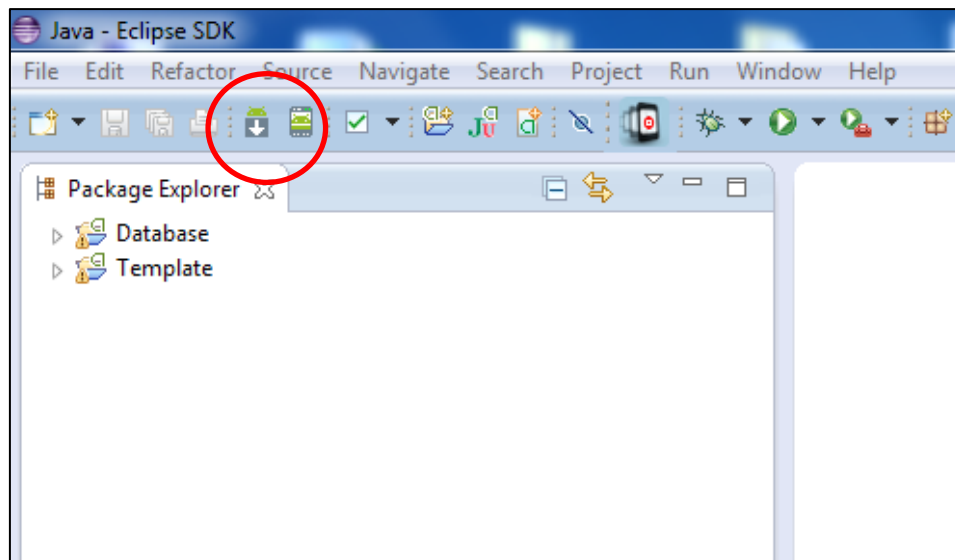 Java - Eclipse SDK
File Edit Refactor Source Navigate Search Project Run Window Help
Package Explorer
Database
Template